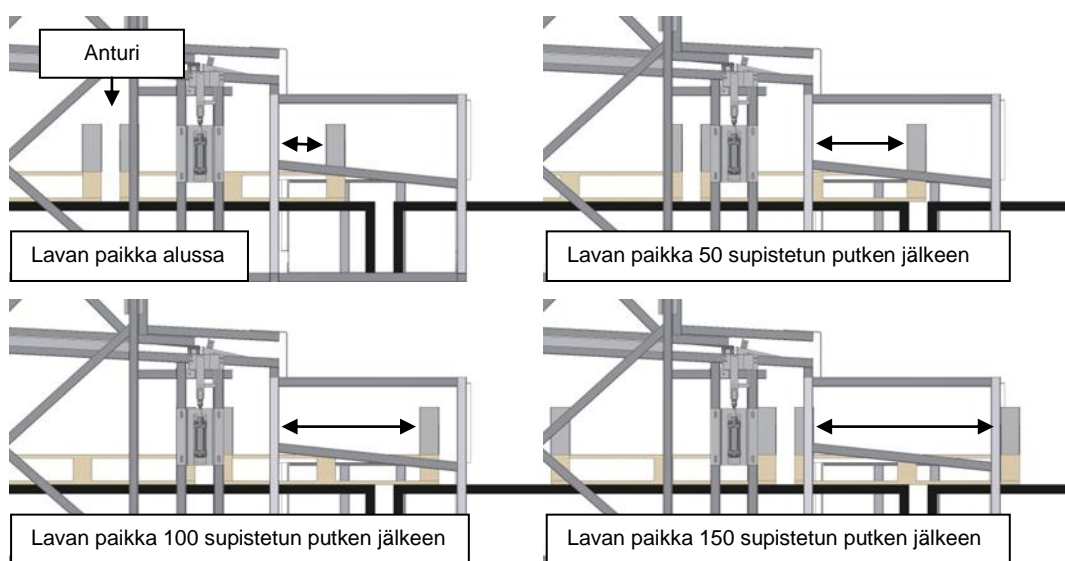 Anturi
Lavan paikka alussa
Lavan paikka 50 supistetun putken jälkeen
Lavan paikka 100 supistetun putken jälkeen
Lavan paikka 150 supistetun putken jälkeen